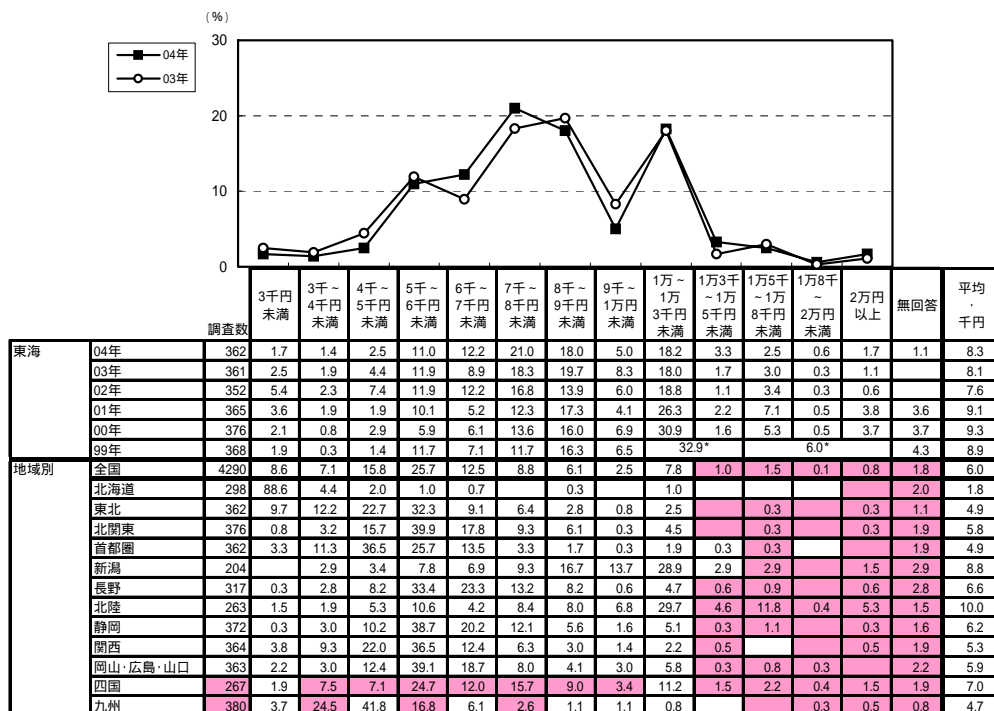 (%)
04年
03年
30
20
10
0
調査数 3千円未満 3千～4千円未満 4千～5千円未満 5千～6千円未満 6千～7千円未満 7千～8千円未満 8千～9千円未満 9千～1万円未満 1万～1万3千円未満 1万3千～1万5千円未満 1万5千～1万8千円未満 1万8千～2万円未満 2万円以上 無回答 平均・千円
東海 04年 362 1.7 1.4 2.5 11.0 12.2 21.0 18.0 5.0 18.2 3.3 2.5 0.6 1.7 1.1 8.3
03年 361 2.5 1.9 4.4 11.9 8.9 18.3 19.7 8.3 18.0 1.7 3.0 0.3 1.1 8.1
02年 352 5.4 2.3 7.4 11.9 12.2 16.8 13.9 6.0 18.8 1.1 3.4 0.3 0.6 7.6
01年 365 3.6 1.9 1.9 10.1 5.2 12.3 17.3 4.1 26.3 2.2 7.1 0.5 3.8 3.6 9.1
00年 376 2.1 0.8 2.9 5.9 6.1 13.6 16.0 6.9 30.9 1.6 5.3 0.5 3.7 3.7 9.3
99年 368 1.9 0.3 1.4 11.7 7.1 11.7 16.3 6.5 32.9* 6.0* 4.3 8.9
地域別 全国 4290 8.6 7.1 15.8 25.7 12.5 8.8 6.1 2.5 7.8 1.0 1.5 0.1 0.8 1.8 6.0
北海道 298 88.6 4.4 2.0 1.0 0.7 0.3 1.0 2.0 1.8
東北 362 9.7 12.2 22.7 32.3 9.1 6.4 2.8 0.8 2.5 0.3 0.3 1.1 4.9
北関東 376 0.8 3.2 15.7 39.9 17.8 9.3 6.1 0.3 4.5 0.3 0.3 1.9 5.8
首都圏 362 3.3 11.3 36.5 25.7 13.5 3.3 1.7 0.3 1.9 0.3 0.3 1.9 4.9
新潟 204 2.9 3.4 7.8 6.9 9.3 16.7 13.7 28.9 2.9 2.9 1.5 2.9 8.8
長野 317 0.3 2.8 8.2 33.4 23.3 13.2 8.2 0.6 4.7 0.6 0.9 0.6 2.8 6.6
北陸 263 1.5 1.9 5.3 10.6 4.2 8.4 8.0 6.8 29.7 4.6 11.8 0.4 5.3 1.5 10.0
静岡 372 0.3 3.0 10.2 38.7 20.2 12.1 5.6 1.6 5.1 0.3 1.1 0.3 1.6 6.2
関西 364 3.8 9.3 22.0 36.5 12.4 6.3 3.0 1.4 2.2 0.5 0.5 1.9 5.3
岡山・広島・山口 363 2.2 3.0 12.4 39.1 18.7 8.0 4.1 3.0 5.8 0.3 0.8 0.3 2.2 5.9
四国 267 1.9 7.5 7.1 24.7 12.0 15.7 9.0 3.4 11.2 1.5 2.2 0.4 1.5 1.9 7.0
九州 380 3.7 24.5 41.8 16.8 6.1 2.6 1.1 1.1 0.8 0.3 0.5 0.8 4.7